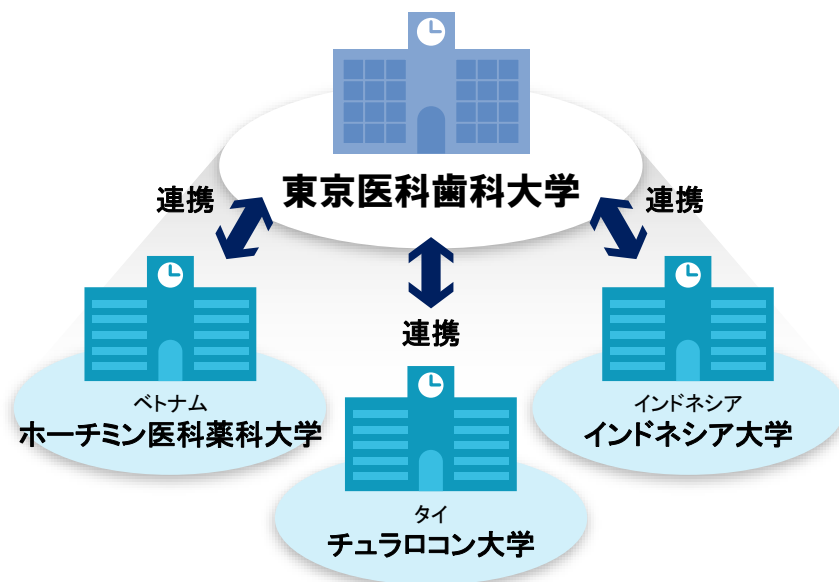 東京医科歯科大学
連携
連携
連携
ベトナム
ホーチミン医科薬科大学
インドネシア
インドネシア大学
タイ
チュラロコン大学